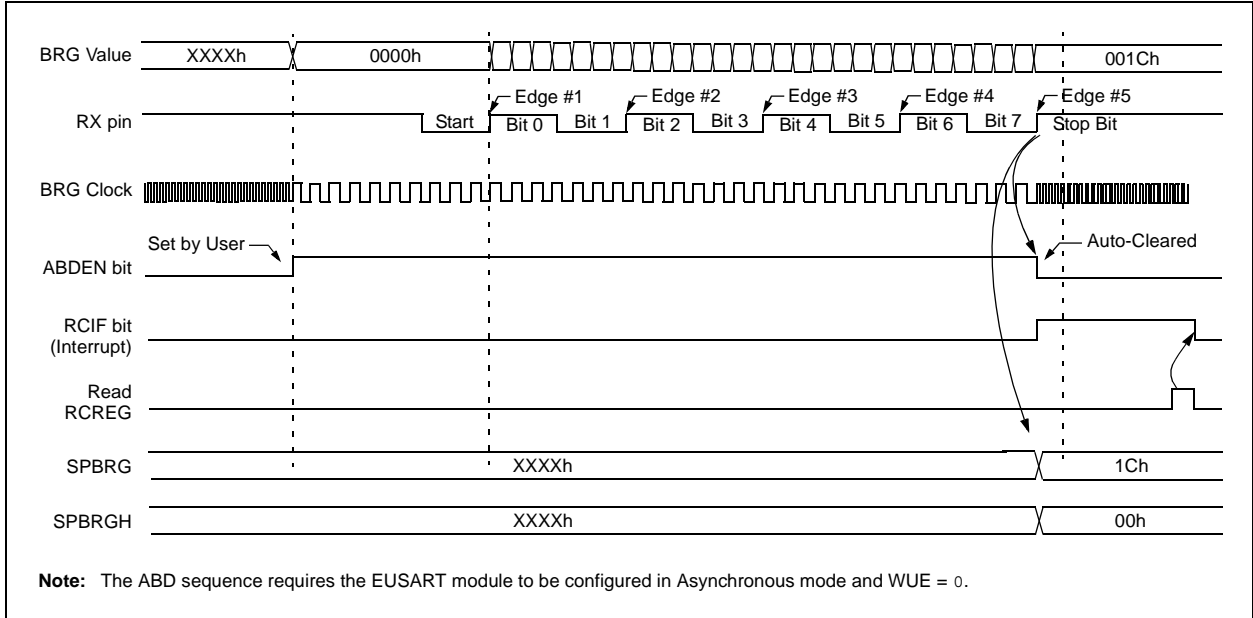 BRG Value XXXXh 0000h 001Ch
Edge #1 Edge #2 Edge #3 Edge #4 Edge #5
RX pin Start Bit 0 Bit 1 Bit 2 Bit 3 Bit 4 Bit 5 Bit 6 Bit 7 Stop Bit
BRG Clock
Set by User Auto-Cleared
ABDEN bit
RCIF bit
(Interrupt)
Read
RCREG
SPBRG XXXXh 1Ch
SPBRGH XXXXh 00h
Note: The ABD sequence requires the EUSART module to be configured in Asynchronous mode and WUE = 0.